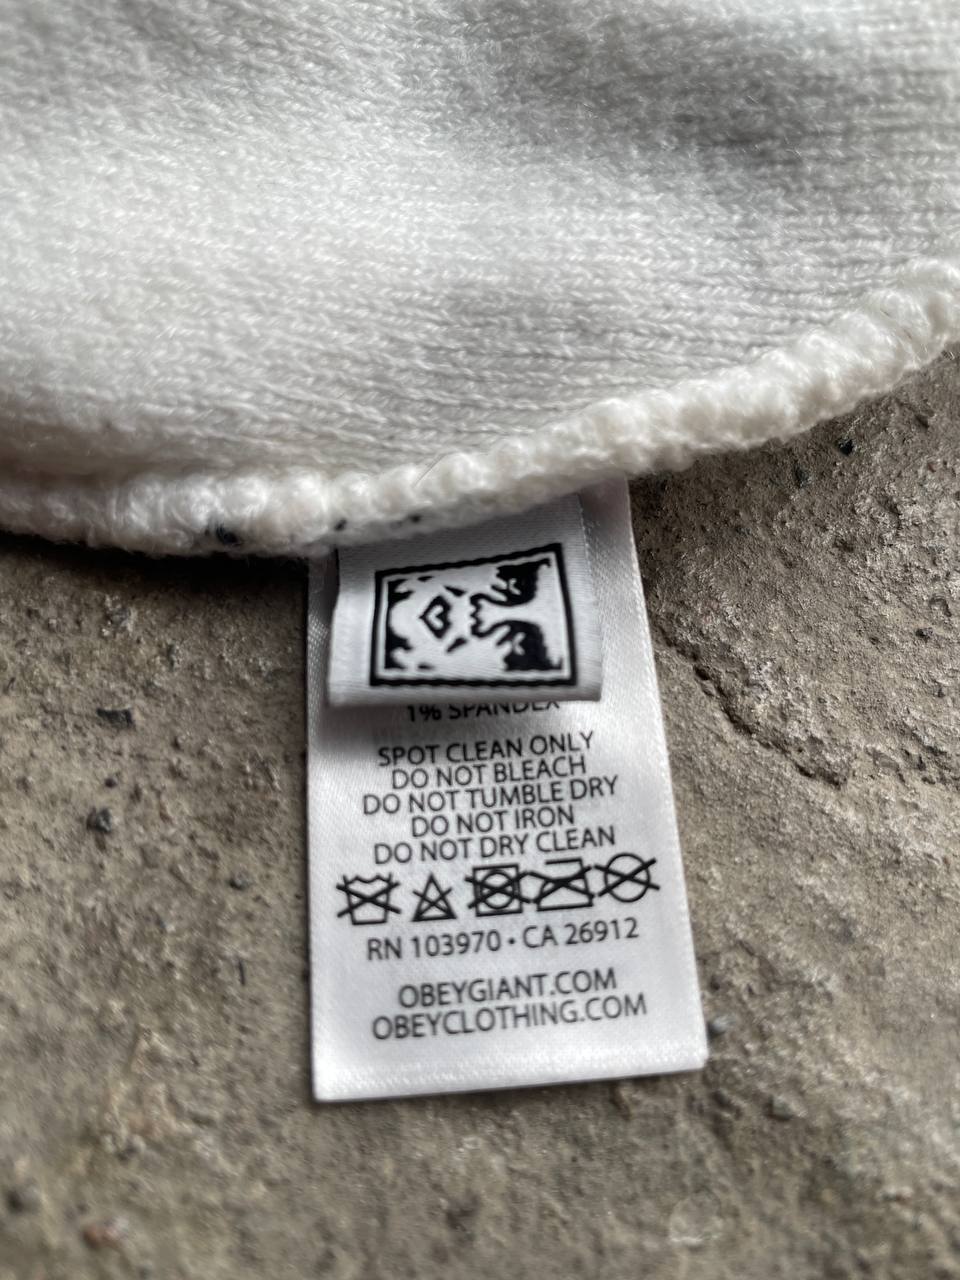 1% SPANDEX
SPOT CLEAN ONLY
DO NOT BLEACH
DO NOT TUMBLE DRY
DO NOT IRON
DO NOT DRY CLEAN
RN 103970 • CA 26912
OBEYGIANT.COM
OBEYCLOTHING.COM